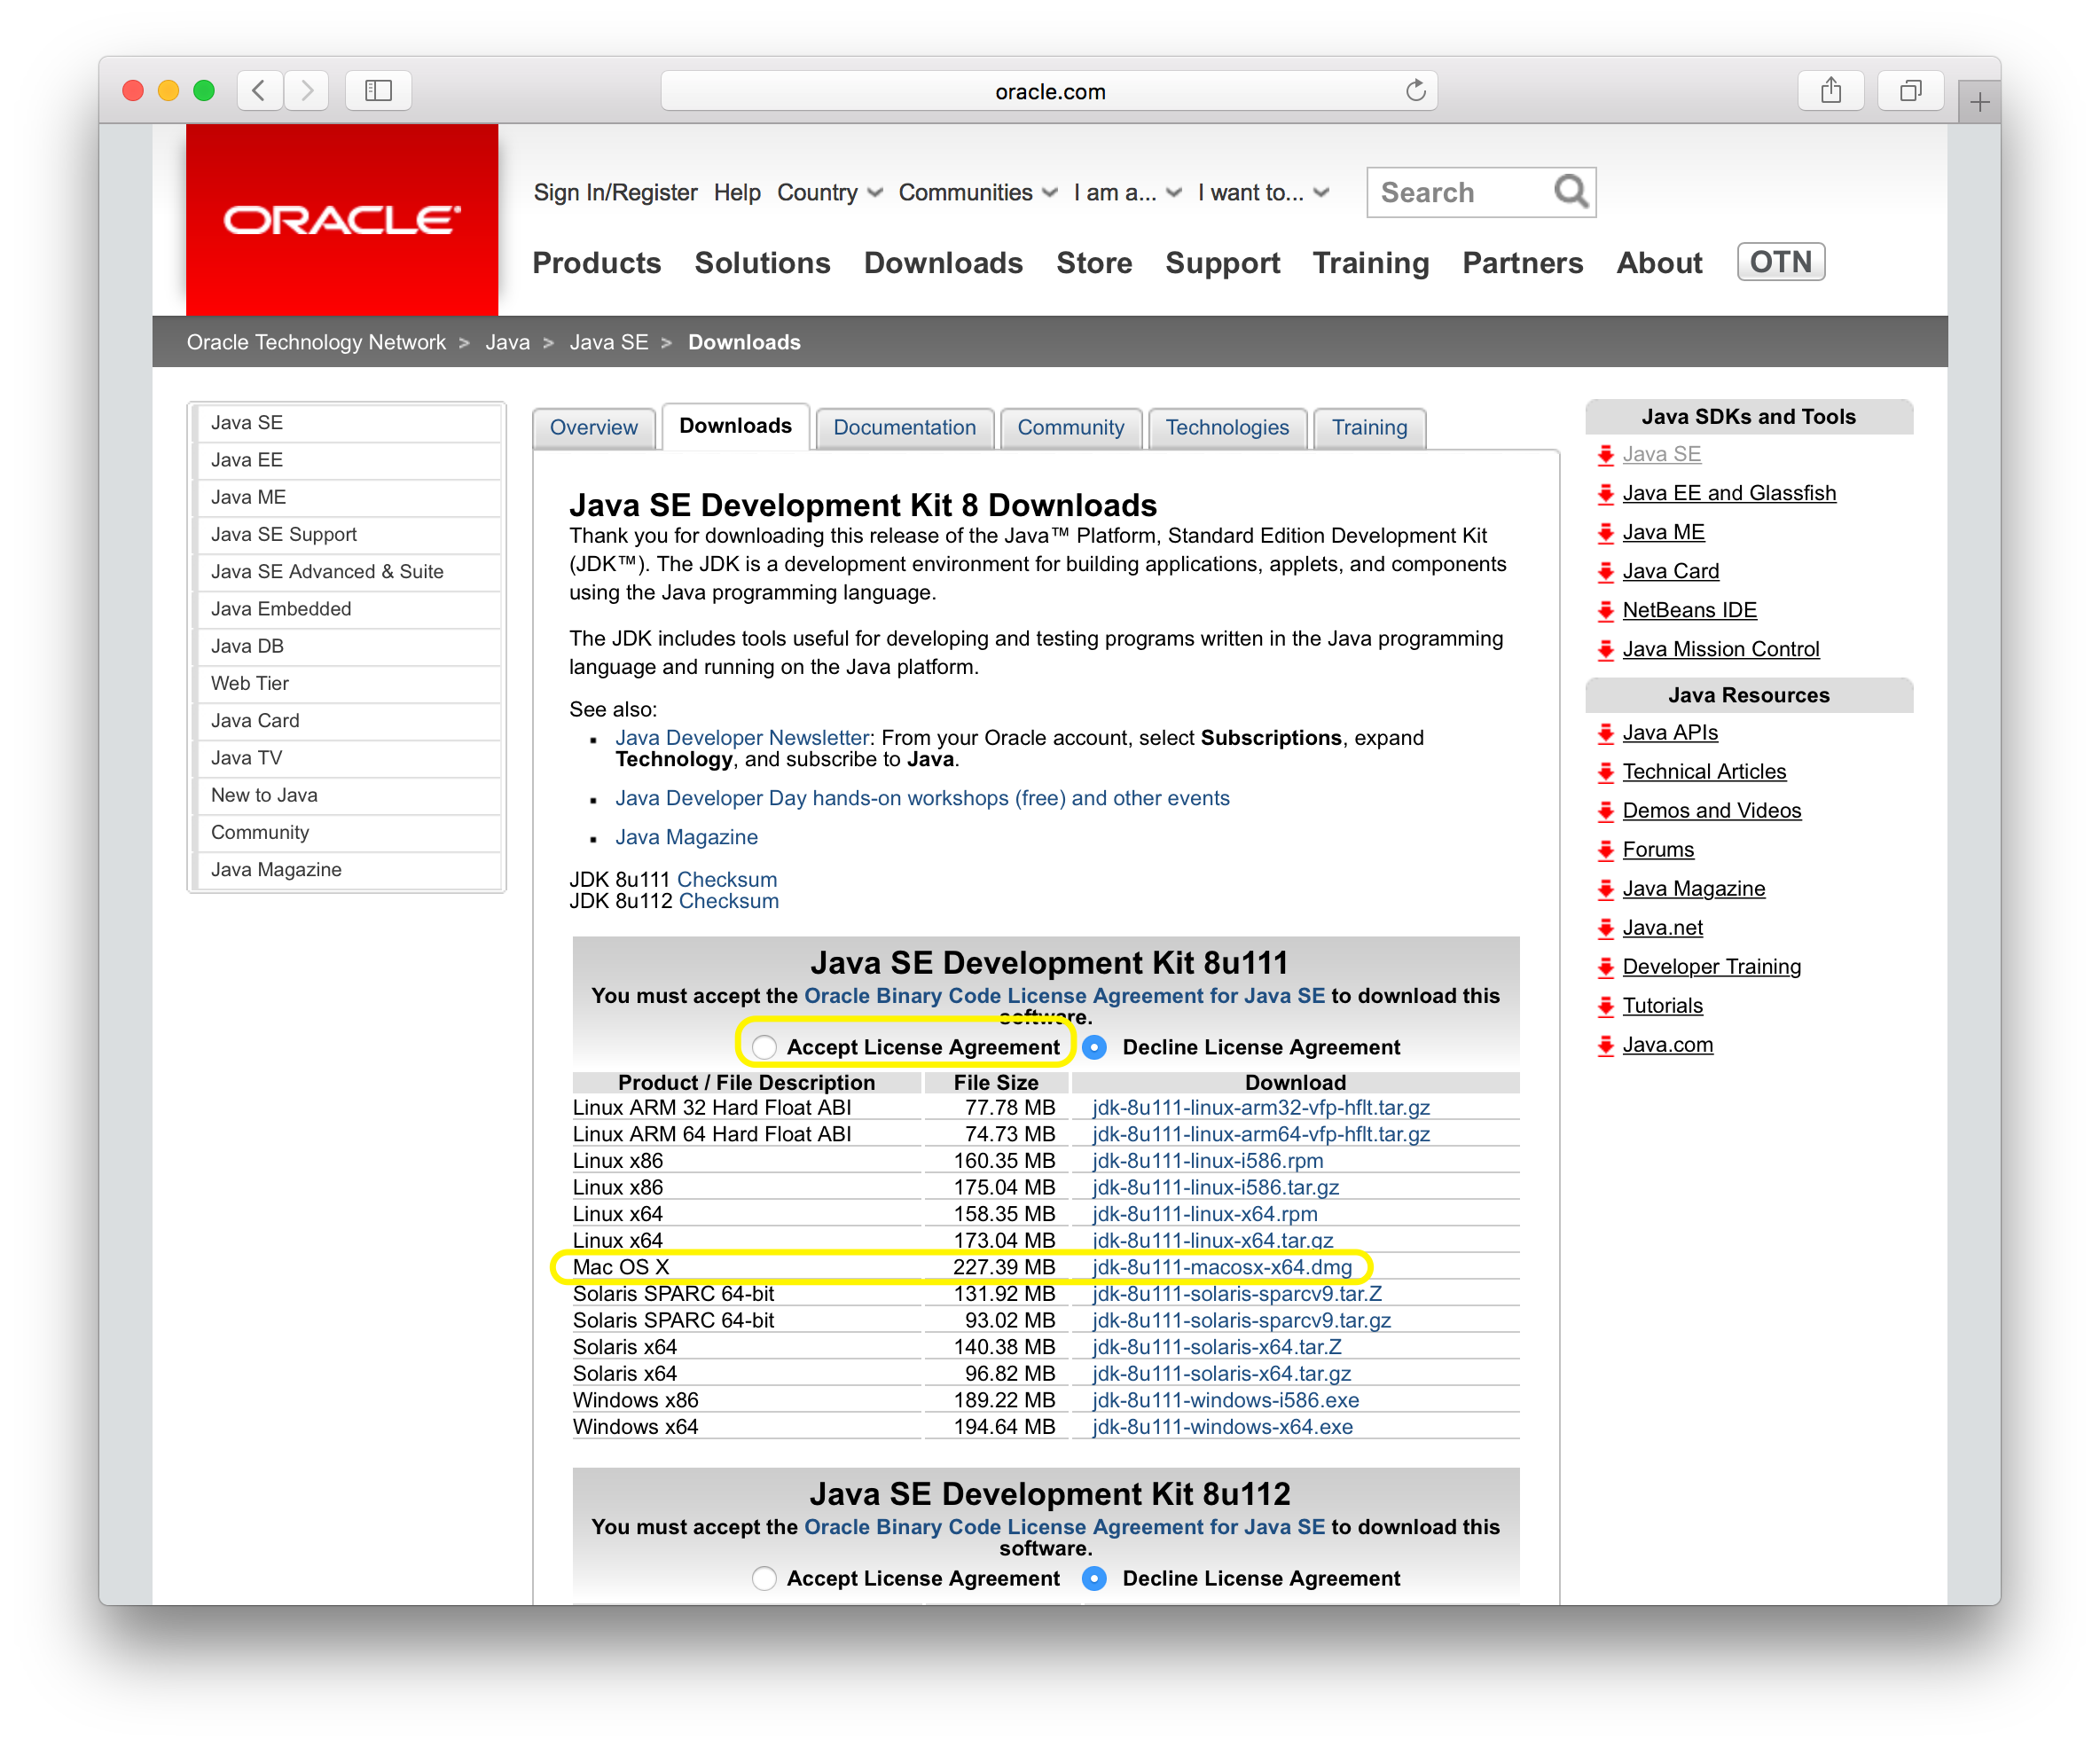 oracle.com
ORACLE
Sign In/Register Help Country Communities I am a... I want to... Search
Products Solutions Downloads Store Support Training Partners About OTN
Oracle Technology Network > Java > Java SE > Downloads
Java SE
Java EE
Java ME
Java SE Support
Java SE Advanced & Suite
Java Embedded
Java DB
Web Tier
Java Card
Java TV
New to Java
Community
Java Magazine
Overview Downloads Documentation Community Technologies Training
Java SE Development Kit 8 Downloads
Thank you for downloading this release of the Java™ Platform, Standard Edition Development Kit
(JDK™). The JDK is a development environment for building applications, applets, and components
using the Java programming language.
The JDK includes tools useful for developing and testing programs written in the Java programming
language and running on the Java platform.
See also:
Java Developer Newsletter: From your Oracle account, select Subscriptions, expand
Technology, and subscribe to Java.
Java Developer Day hands-on workshops (free) and other events
Java Magazine
JDK 8u111 Checksum
JDK 8u112 Checksum
Java SE Development Kit 8u111
You must accept the Oracle Binary Code License Agreement for Java SE to download this
software.
Accept License Agreement Decline License Agreement
Product / File Description File Size Download
Linux ARM 32 Hard Float ABI 77.78 MB jdk-8u111-linux-arm32-vfp-hflt.tar.gz
Linux ARM 64 Hard Float ABI 74.73 MB jdk-8u111-linux-arm64-vfp-hflt.tar.gz
Linux x86 160.35 MB jdk-8u111-linux-i586.rpm
Linux x86 175.04 MB jdk-8u111-linux-i586.tar.gz
Linux x64 158.35 MB jdk-8u111-linux-x64.rpm
Linux x64 173.04 MB jdk-8u111-linux-x64.tar.gz
Mac OS X 227.39 MB jdk-8u111-macosx-x64.dmg
Solaris SPARC 64-bit 131.92 MB jdk-8u111-solaris-sparcv9.tar.Z
Solaris SPARC 64-bit 93.02 MB jdk-8u111-solaris-sparcv9.tar.gz
Solaris x64 140.38 MB jdk-8u111-solaris-x64.tar.Z
Solaris x64 96.82 MB jdk-8u111-solaris-x64.tar.gz
Windows x86 189.22 MB jdk-8u111-windows-i586.exe
Windows x64 194.64 MB jdk-8u111-windows-x64.exe
Java SE Development Kit 8u112
You must accept the Oracle Binary Code License Agreement for Java SE to download this
software.
Accept License Agreement Decline License Agreement
Java SDKs and Tools
Java SE
Java EE and Glassfish
Java ME
Java Card
NetBeans IDE
Java Mission Control
Java Resources
Java APIs
Technical Articles
Demos and Videos
Forums
Java Magazine
Java.net
Developer Training
Tutorials
Java.com